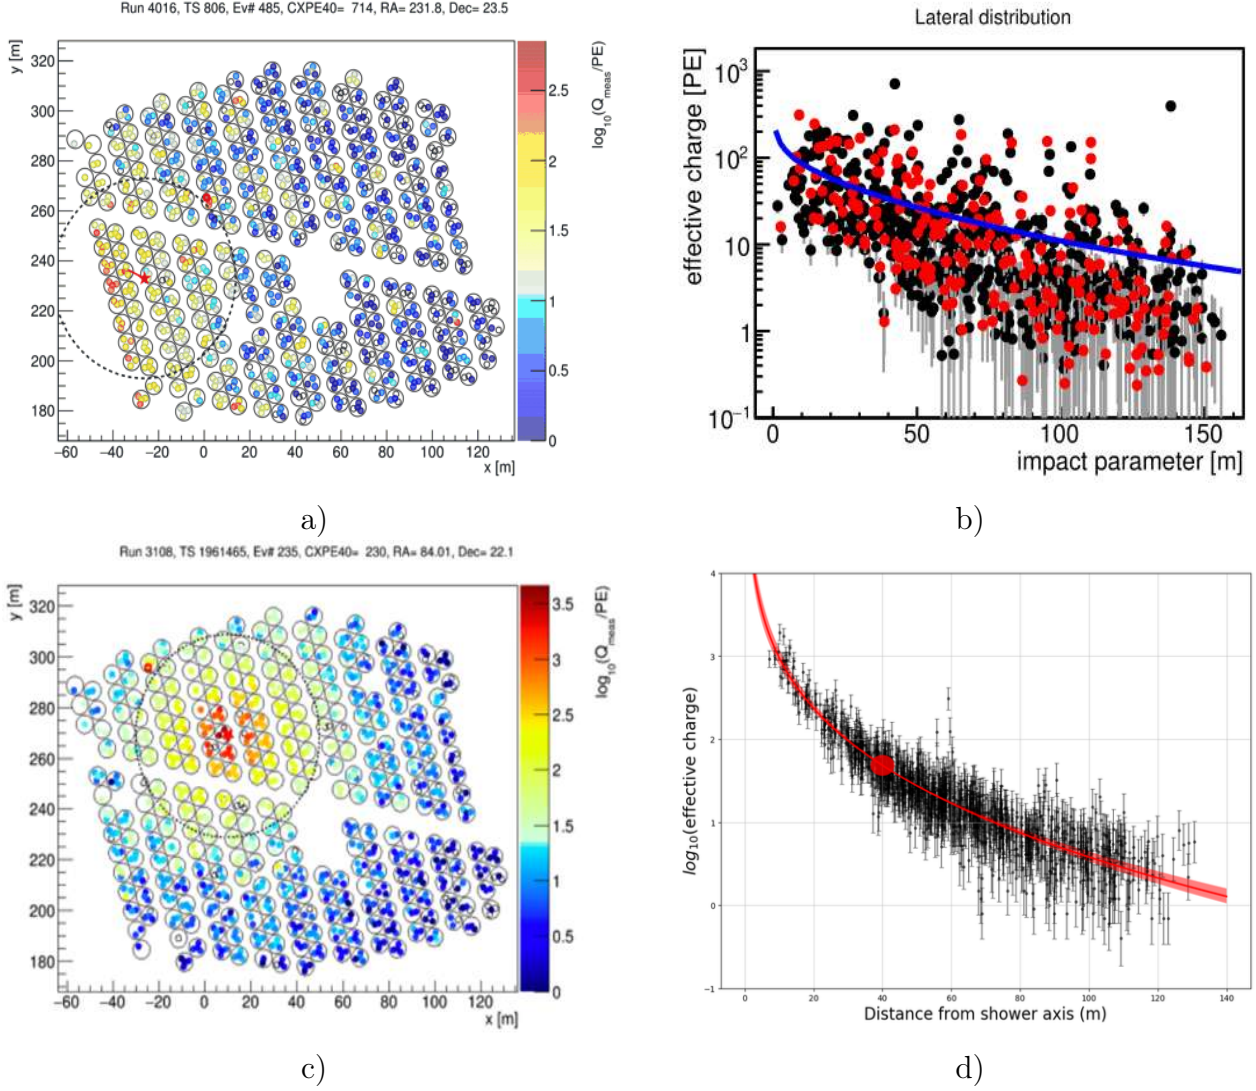 Run 4016, TS 806, Ev# 485, CXPE40= 714, RA= 231.8, Dec= 23.5
y [m]
320
300
280
260
240
220
200
180
−60 −40 −20 0 20 40 60 80 100 120
x [m]
log10(Qmeas/PE)
2.5
2
1.5
1
0.5
0
a)
Lateral distribution
effective charge [PE]
10³
10²
10
1
10⁻¹
0 50 100 150
impact parameter [m]
b)
Run 3108, TS 1961465, Ev# 235, CXPE40= 230, RA= 84.01, Dec= 22.1
y [m]
320
300
280
260
240
220
200
180
−60 −40 −20 0 20 40 60 80 100 120
x [m]
log10(Qmeas/PE)
3.5
3
2.5
2
1.5
1
0.5
0
c)
log10(effective charge)
4
3
2
1
0
−1
0 20 40 60 80 100 120 140
Distance from shower axis (m)
d)